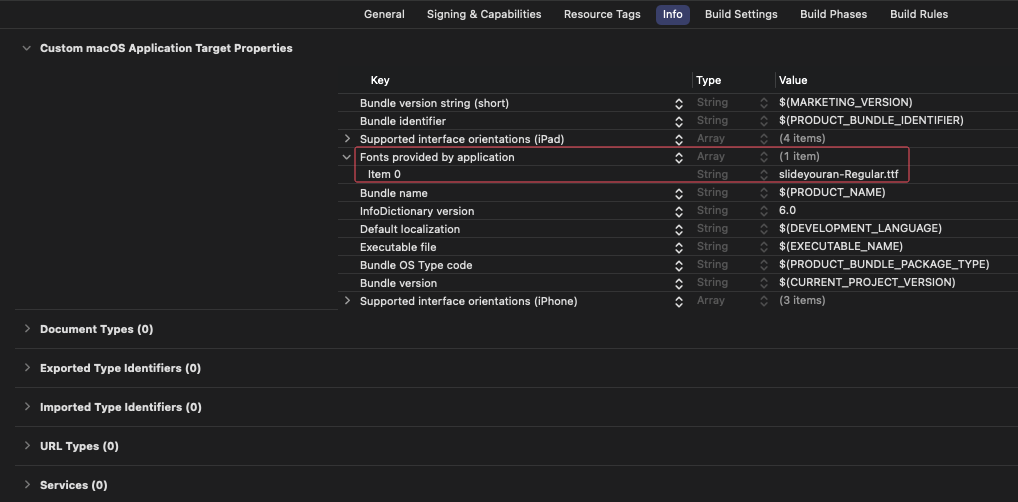 General Signing & Capabilities Resource Tags Info Build Settings Build Phases Build Rules
Custom macOS Application Target Properties
Key Type Value
Bundle version string (short) String $(MARKETING_VERSION)
Bundle identifier String $(PRODUCT_BUNDLE_IDENTIFIER)
Supported interface orientations (iPad) Array (4 items)
Fonts provided by application Array (1 item)
Item 0 String slideyouran-Regular.ttf
Bundle name String $(PRODUCT_NAME)
InfoDictionary version String 6.0
Default localization String $(DEVELOPMENT_LANGUAGE)
Executable file String $(EXECUTABLE_NAME)
Bundle OS Type code String $(PRODUCT_BUNDLE_PACKAGE_TYPE)
Bundle version String $(CURRENT_PROJECT_VERSION)
Supported interface orientations (iPhone) Array (3 items)
Document Types (0)
Exported Type Identifiers (0)
Imported Type Identifiers (0)
URL Types (0)
Services (0)